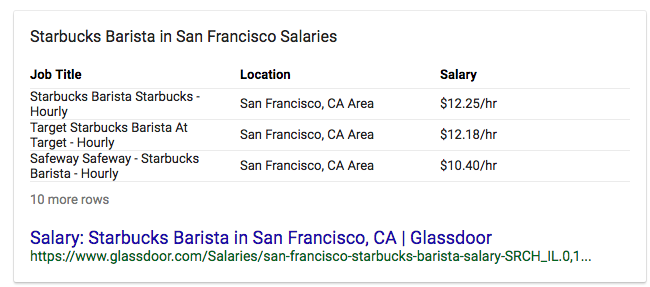 Starbucks Barista in San Francisco Salaries
Job Title Location Salary
Starbucks Barista Starbucks -
Hourly San Francisco, CA Area $12.25/hr
Target Starbucks Barista At
Target - Hourly San Francisco, CA Area $12.18/hr
Safeway Safeway - Starbucks
Barista - Hourly San Francisco, CA Area $10.40/hr
10 more rows
Salary: Starbucks Barista in San Francisco, CA | Glassdoor
https://www.glassdoor.com/Salaries/san-francisco-starbucks-barista-salary-SRCH_IL.0,1...